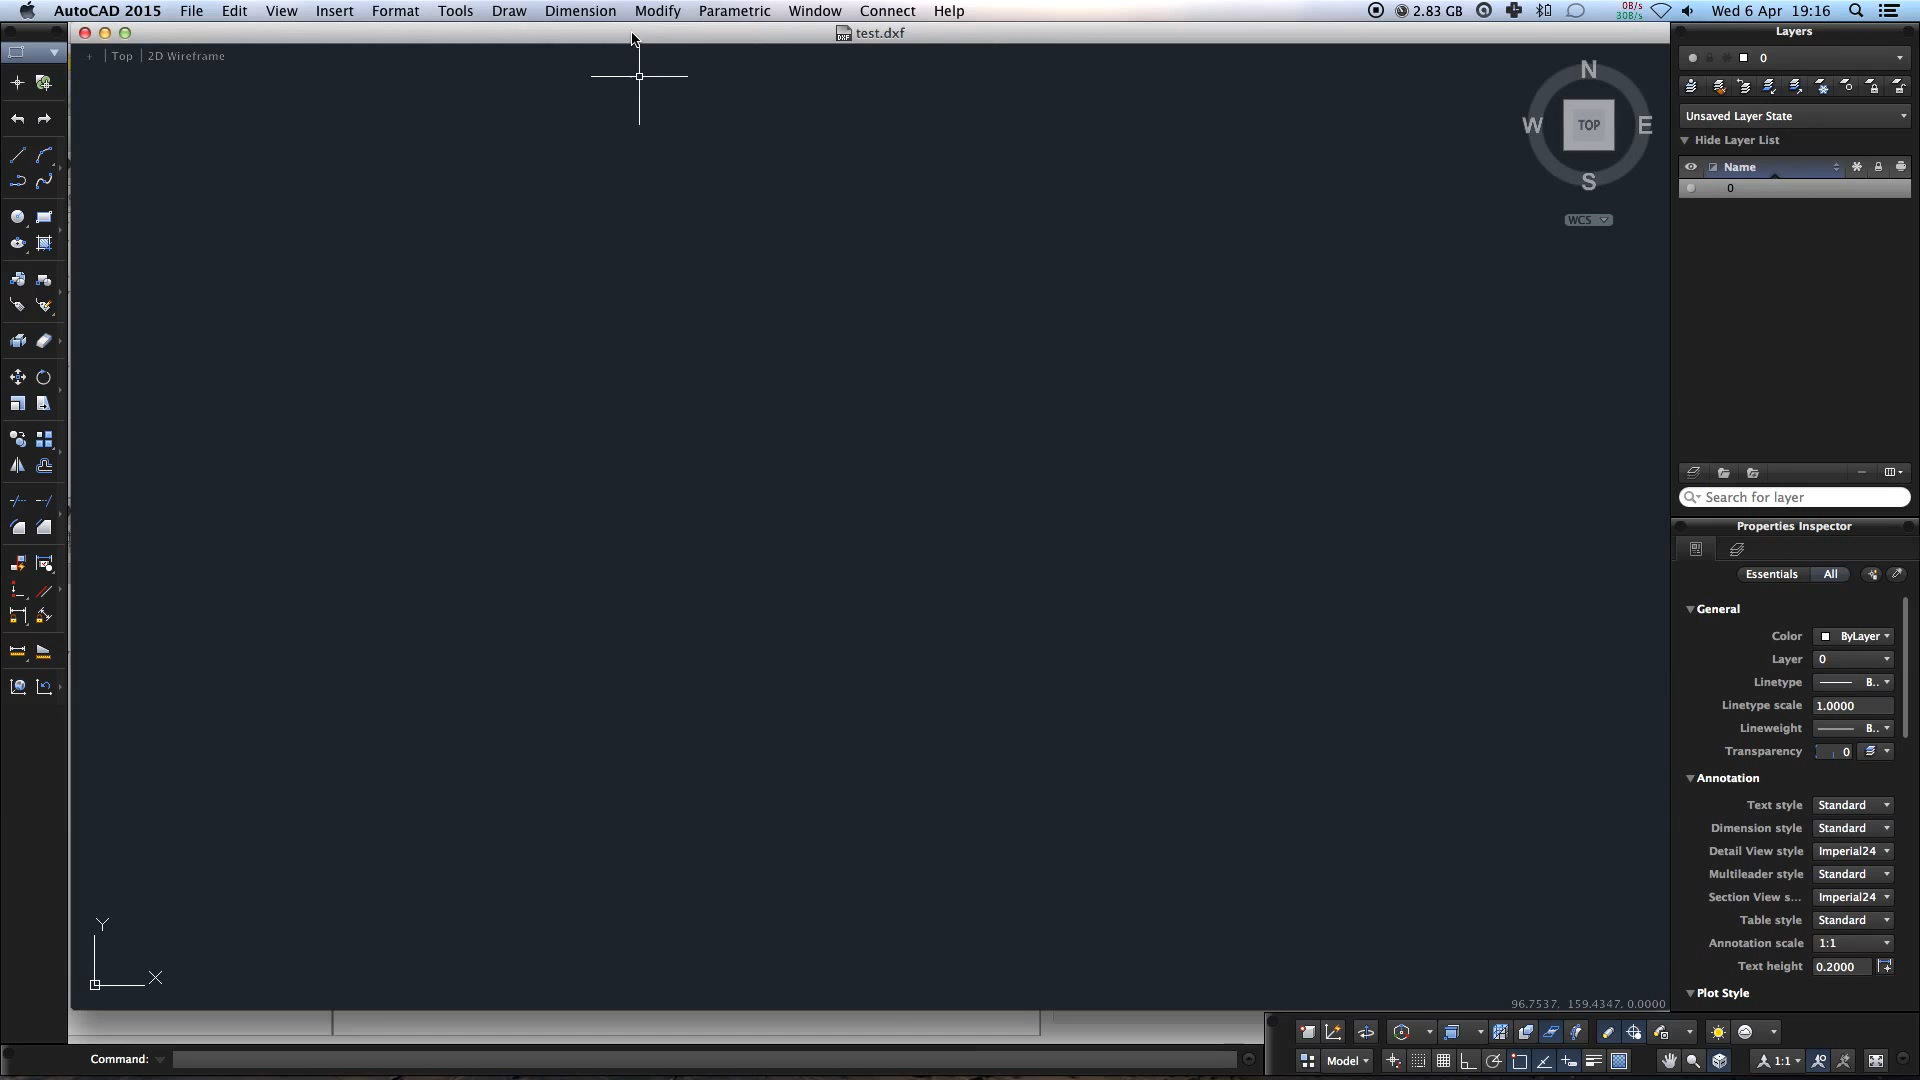 AutoCAD 2015 File Edit View Insert Format Tools Draw Dimension Modify Parametric Window Connect Help 2.83 GB 0B/s 30B/s Wed 6 Apr 19:16
test.dxf
+ | Top | 2D Wireframe
N
W TOP E
S
WCS
Y
X
96.7537, 159.4347, 0.0000
Layers
0
Unsaved Layer State
Hide Layer List
Name
0
Search for layer
Properties Inspector
Essentials All
General
Color ByLayer
Layer 0
Linetype B..
Linetype scale 1.0000
Lineweight B..
Transparency 0
Annotation
Text style Standard
Dimension style Standard
Detail View style Imperial24
Multileader style Standard
Section View s... Imperial24
Table style Standard
Annotation scale 1:1
Text height 0.2000
Plot Style
Command:
Model 1:1